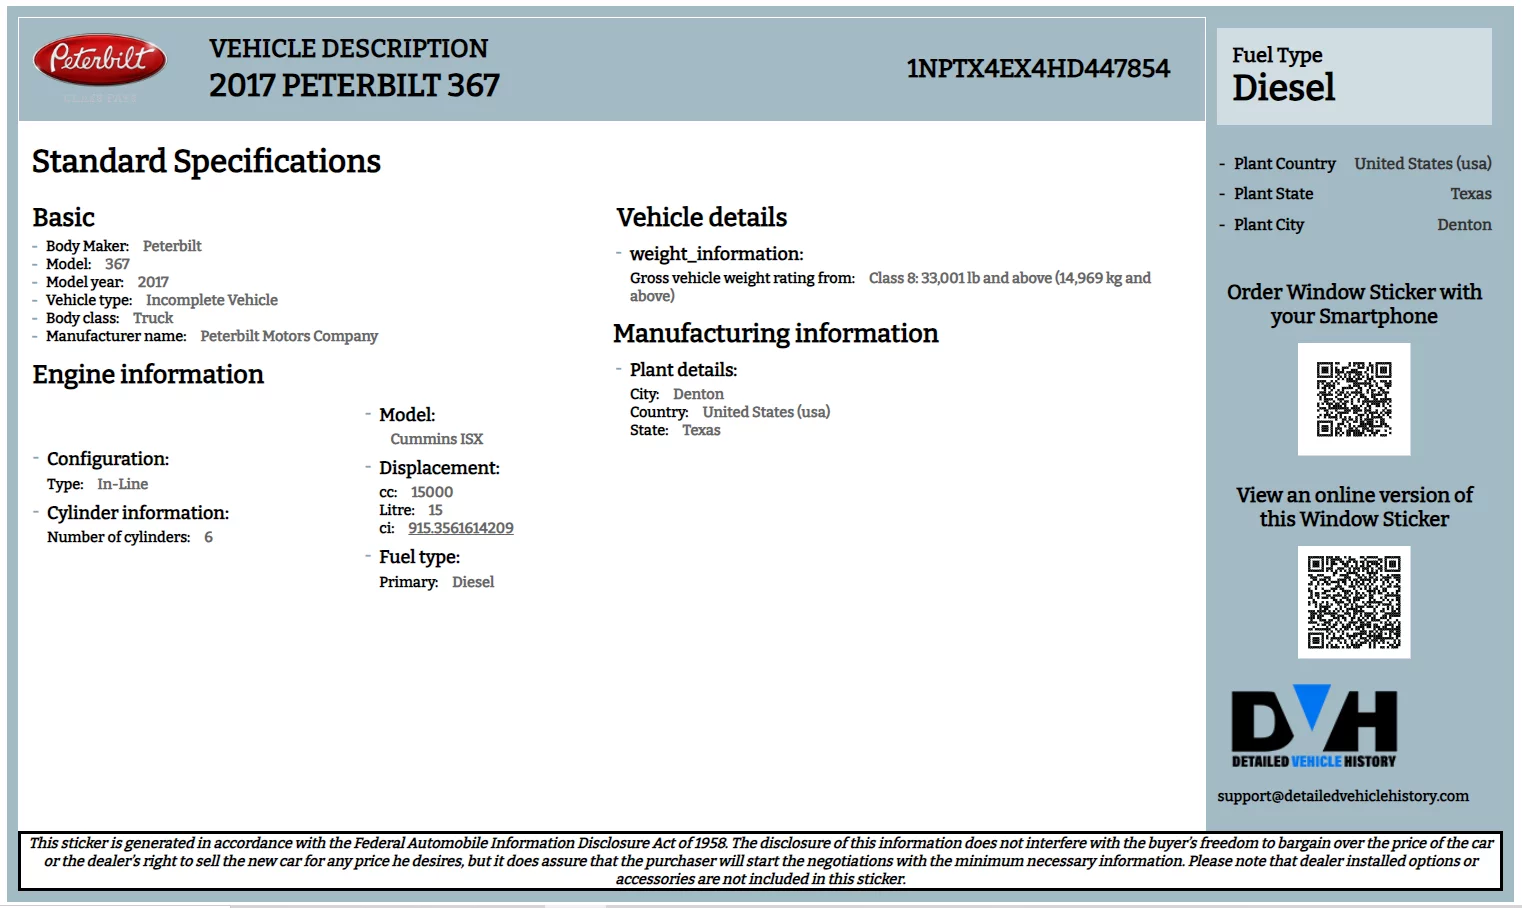 Peterbilt
VEHICLE DESCRIPTION
2017 PETERBILT 367
1NPTX4EX4HD447854
Standard Specifications
Basic
- Body Maker: Peterbilt
- Model: 367
- Model year: 2017
- Vehicle type: Incomplete Vehicle
- Body class: Truck
- Manufacturer name: Peterbilt Motors Company
Engine information
- Configuration:
Type: In-Line
- Cylinder information:
Number of cylinders: 6
- Model:
Cummins ISX
- Displacement:
cc: 15000
Litre: 15
ci: 915.3561614209
- Fuel type:
Primary: Diesel
Vehicle details
- weight_information:
Gross vehicle weight rating from: Class 8: 33,001 lb and above (14,969 kg and
above)
Manufacturing information
- Plant details:
City: Denton
Country: United States (usa)
State: Texas
Fuel Type
Diesel
- Plant Country United States (usa)
- Plant State Texas
- Plant City Denton
Order Window Sticker with
your Smartphone
View an online version of
this Window Sticker
DVH
DETAILED VEHICLE HISTORY
support@detailedvehiclehistory.com
This sticker is generated in accordance with the Federal Automobile Information Disclosure Act of 1958. The disclosure of this information does not interfere with the buyer's freedom to bargain over the price of the car
or the dealer's right to sell the new car for any price he desires, but it does assure that the purchaser will start the negotiations with the minimum necessary information. Please note that dealer installed options or
accessories are not included in this sticker.